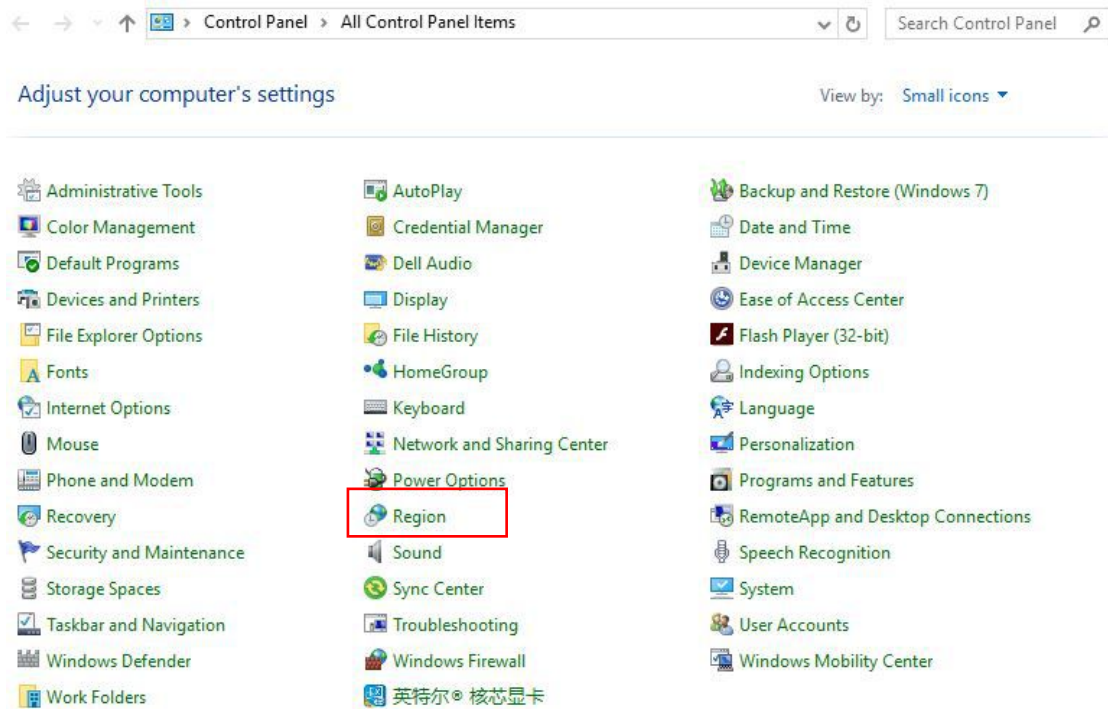 Control Panel > All Control Panel Items
Search Control Panel
Adjust your computer's settings
View by: Small icons
Administrative Tools
AutoPlay
Backup and Restore (Windows 7)
Color Management
Credential Manager
Date and Time
Default Programs
Dell Audio
Device Manager
Devices and Printers
Display
Ease of Access Center
File Explorer Options
File History
Flash Player (32-bit)
Fonts
HomeGroup
Indexing Options
Internet Options
Keyboard
Language
Mouse
Network and Sharing Center
Personalization
Phone and Modem
Power Options
Programs and Features
Recovery
Region
RemoteApp and Desktop Connections
Security and Maintenance
Sound
Speech Recognition
Storage Spaces
Sync Center
System
Taskbar and Navigation
Troubleshooting
User Accounts
Windows Defender
Windows Firewall
Windows Mobility Center
Work Folders
英特尔® 核芯显卡